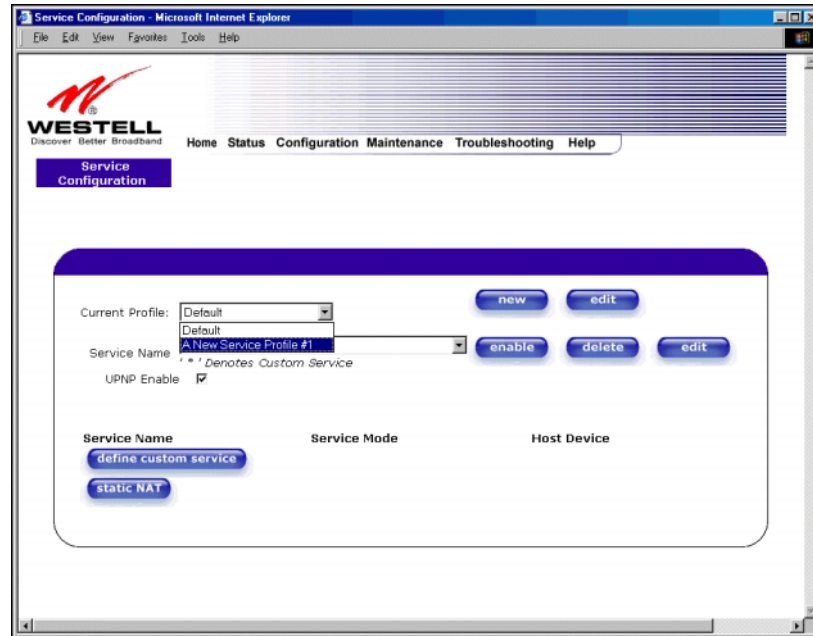 Service Configuration - Microsoft Internet Explorer
File Edit View Favorites Tools Help
WESTELL
®
Discover Better Broadband
Home Status Configuration Maintenance Troubleshooting Help
Service
Configuration
new edit
Current Profile: Default
Default
A New Service Profile #1
Service Name
enable delete edit
' * ' Denotes Custom Service
UPNP Enable
Service Name Service Mode Host Device
define custom service
static NAT